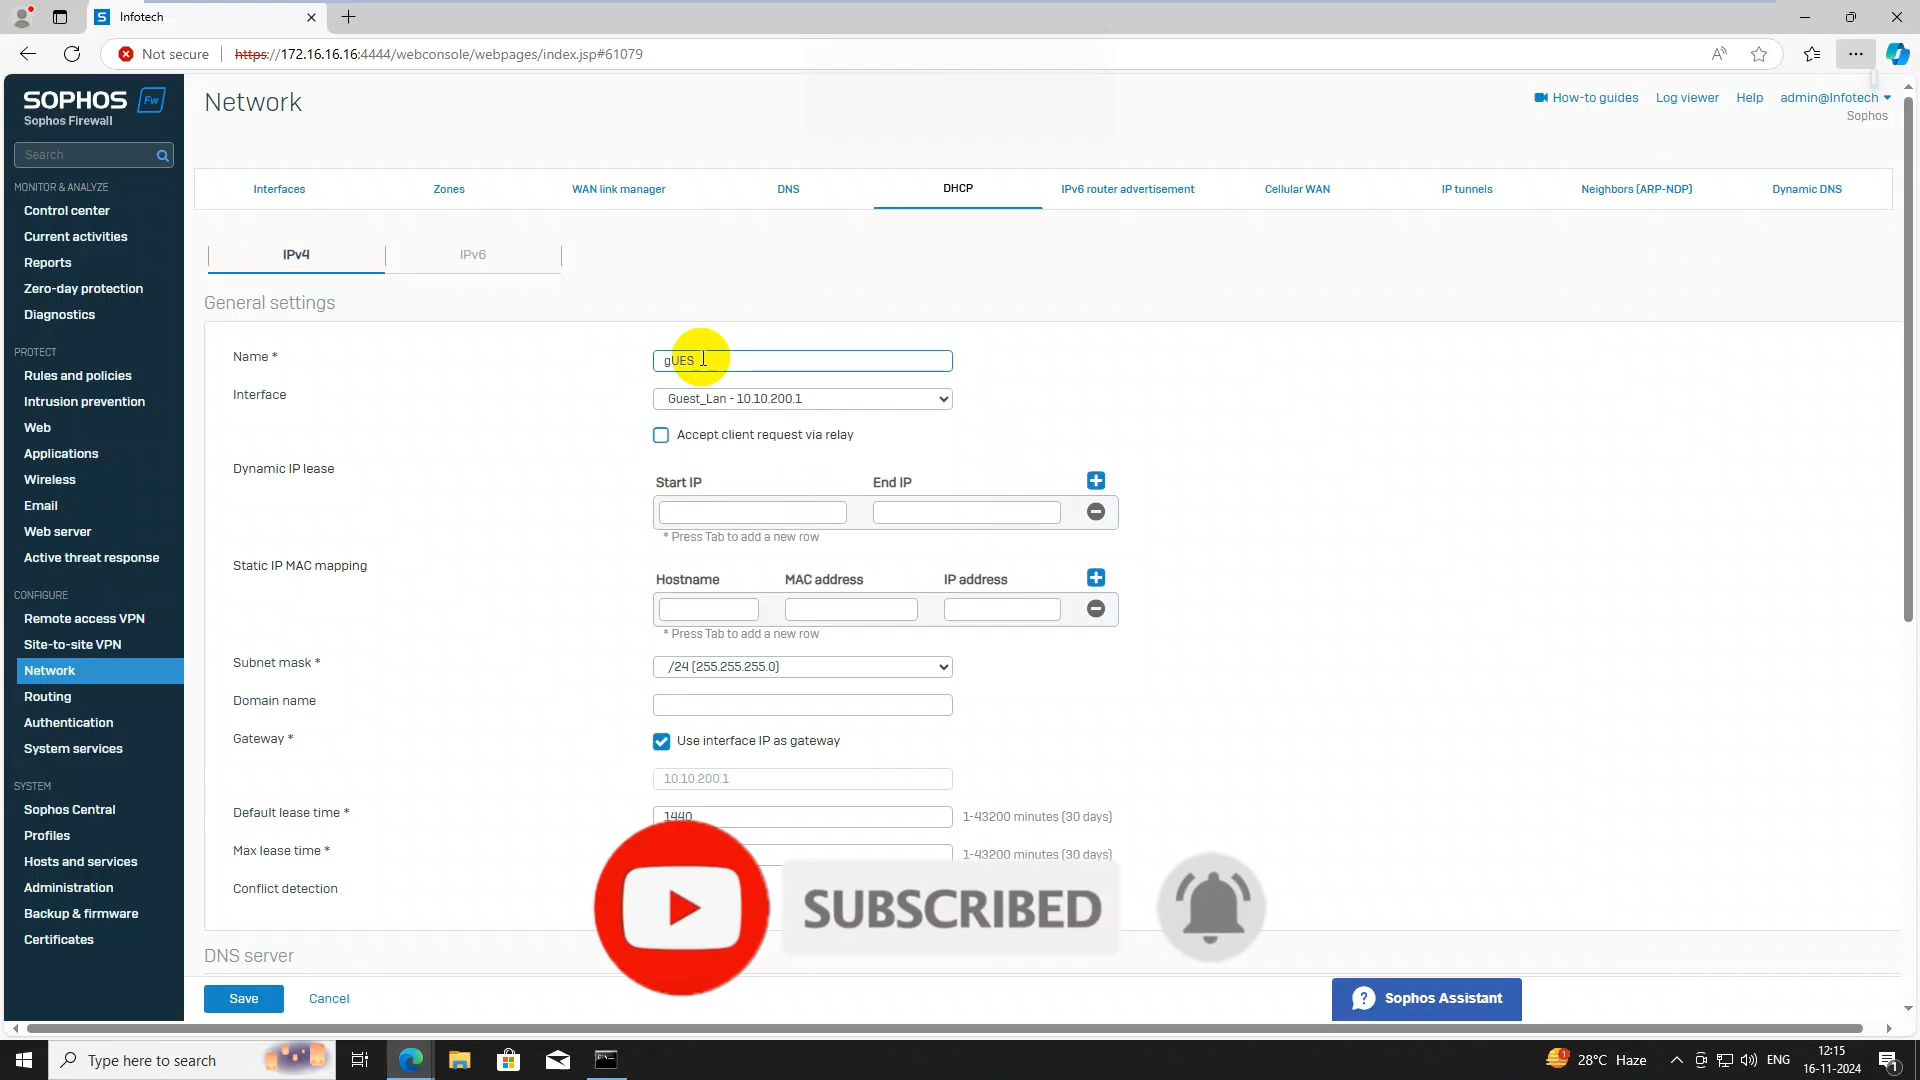 Infotech
Not secure
https://172.16.16.16:4444/webconsole/webpages/index.jsp#61079
SOPHOS Fw
Sophos Firewall
Search
MONITOR & ANALYZE
Control center
Current activities
Reports
Zero-day protection
Diagnostics
PROTECT
Rules and policies
Intrusion prevention
Web
Applications
Wireless
Email
Web server
Active threat response
CONFIGURE
Remote access VPN
Site-to-site VPN
Network
Routing
Authentication
System services
SYSTEM
Sophos Central
Profiles
Hosts and services
Administration
Backup & firmware
Certificates
Network
How-to guides Log viewer Help admin@Infotech
Sophos
Interfaces Zones WAN link manager DNS DHCP IPv6 router advertisement Cellular WAN IP tunnels Neighbors (ARP-NDP) Dynamic DNS
IPv4 IPv6
General settings
Name * gUES
Interface Guest_Lan - 10.10.200.1
Accept client request via relay
Dynamic IP lease
Start IP End IP
* Press Tab to add a new row
Static IP MAC mapping
Hostname MAC address IP address
* Press Tab to add a new row
Subnet mask * /24 (255.255.255.0)
Domain name
Gateway * Use interface IP as gateway
10.10.200.1
Default lease time * 1440 1-43200 minutes (30 days)
Max lease time * 1-43200 minutes (30 days)
Conflict detection
SUBSCRIBED
DNS server
Save Cancel
? Sophos Assistant
Type here to search
1 28°C Haze
ENG
12:15
16-11-2024
1